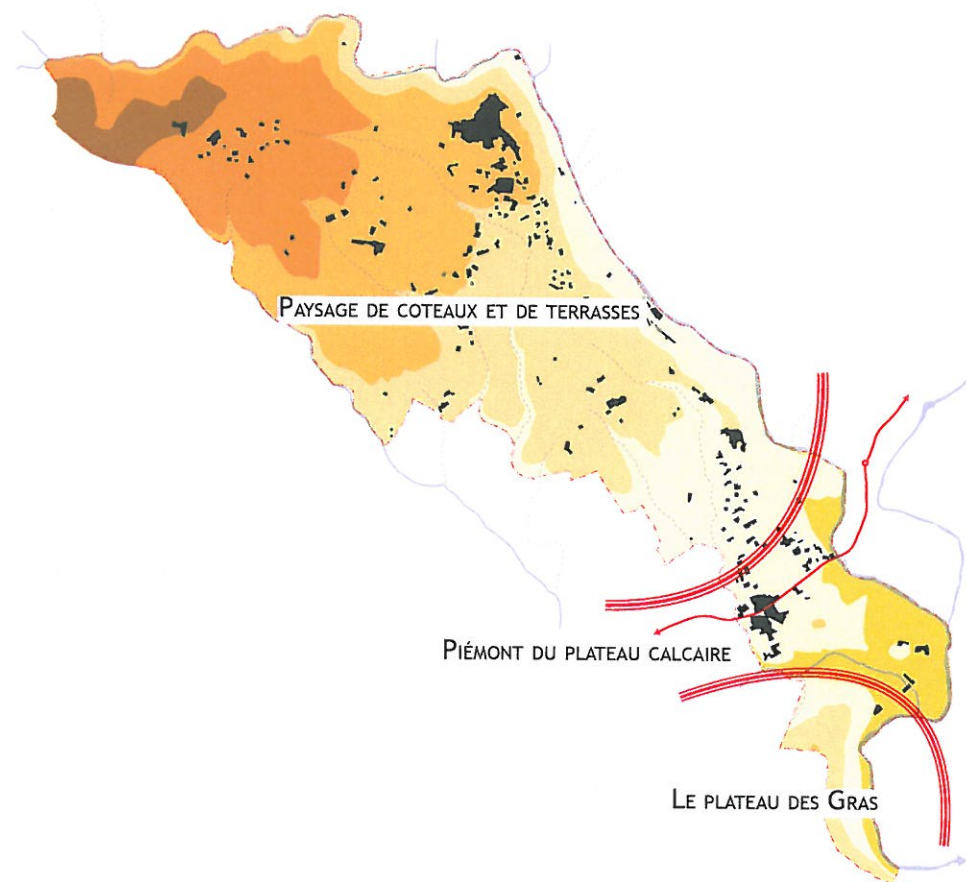 Paysage de coteaux et de terrasses
Piémont du plateau calcaire
Le plateau des Gras